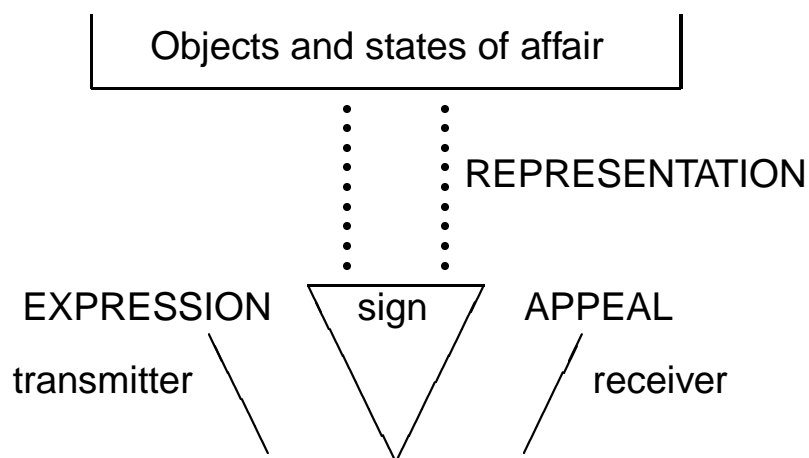 Objects and states of affair
REPRESENTATION
EXPRESSION sign APPEAL
transmitter receiver